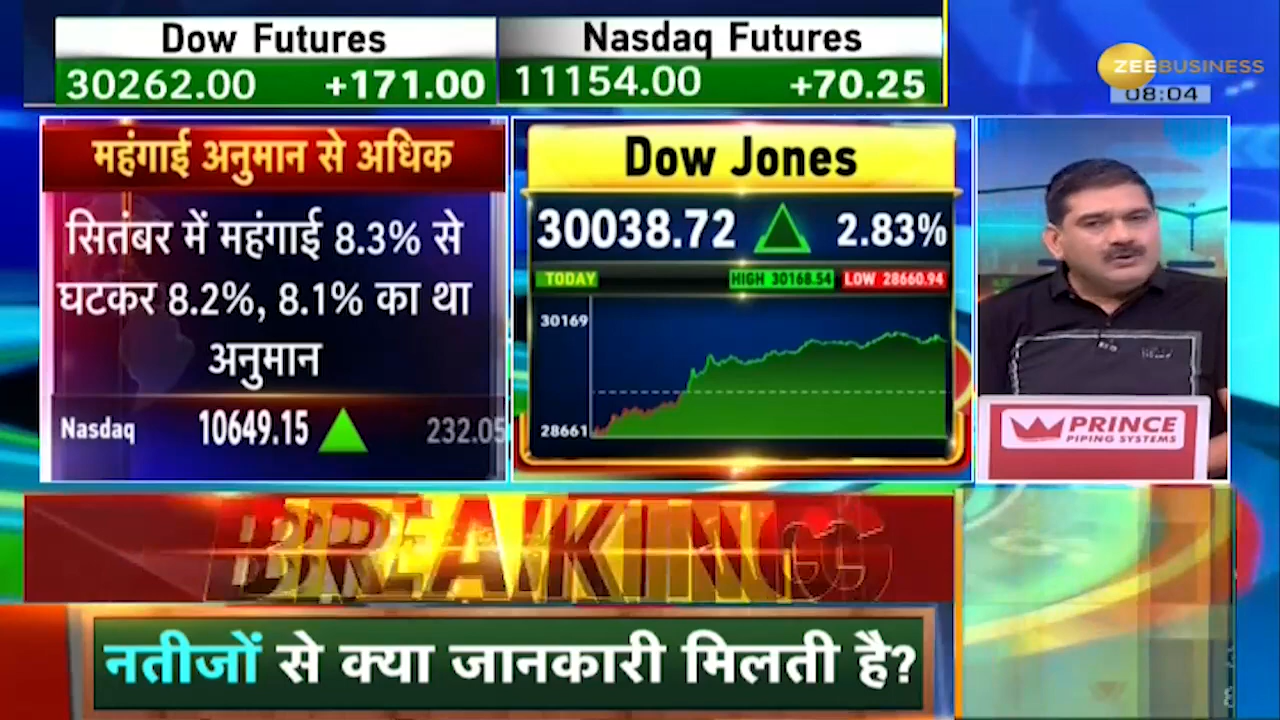 Dow Futures
30262.00 +171.00
Nasdaq Futures
11154.00 +70.25
ZEEBUSINESS
08:04
महंगाई अनुमान से अधिक
सितंबर में महंगाई 8.3% से
घटकर 8.2%, 8.1% का था
अनुमान
Nasdaq 10649.15 232.05
Dow Jones
30038.72 2.83%
TODAY HIGH 30168.54 LOW 28660.94
30169
28661
PRINCE
PIPING SYSTEMS
BREAKING
नतीजों से क्या जानकारी मिलती है?